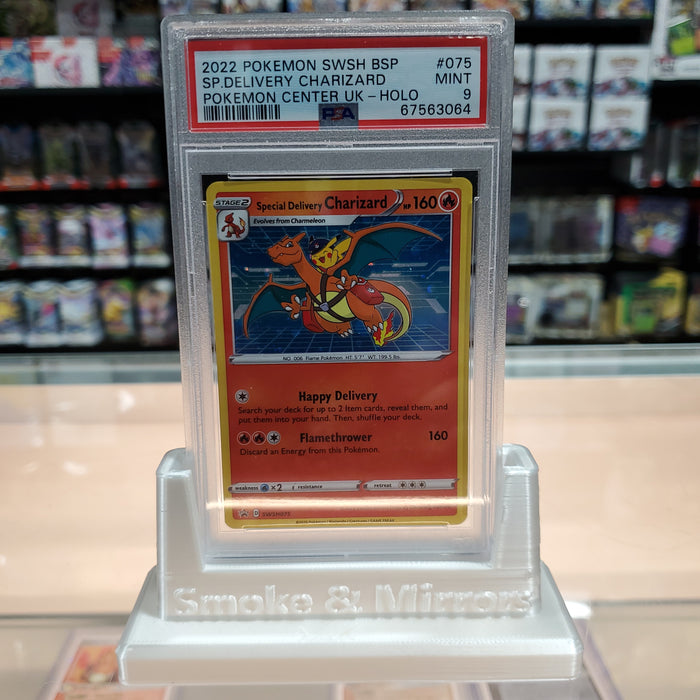 2022 POKEMON SWSH BSP #075
SP.DELIVERY CHARIZARD MINT
POKEMON CENTER UK-HOLO 9
67563064
PSA
STAGE 2 Special Delivery Charizard HP 160
Evolves from Charmeleon
NO. 006 Flame Pokémon HT: 5'7" WT: 199.5 lbs.
Happy Delivery
Search your deck for up to 2 Item cards, reveal them, and
put them into your hand. Then, shuffle your deck.
Flamethrower 160
Discard an Energy from this Pokémon.
weakness ×2 resistance retreat
D SWSH075
Smoke & Mirrors